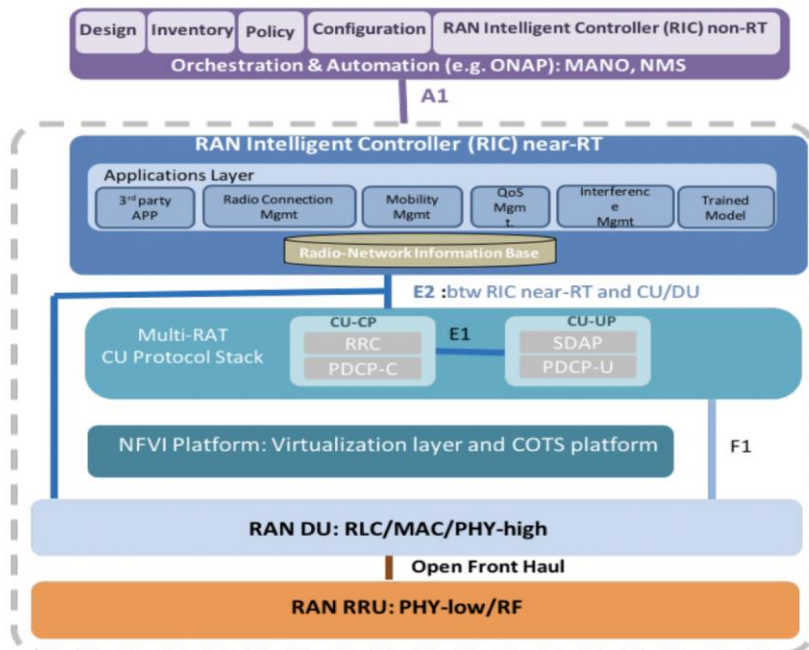 Design Inventory Policy Configuration RAN Intelligent Controller (RIC) non-RT
Orchestration & Automation (e.g. ONAP): MANO, NMS
A1
RAN Intelligent Controller (RIC) near-RT
Applications Layer
3rd party
APP
Radio Connection
Mgmt
Mobility
Mgmt
QoS
Mgmt.
Interferenc
e
Mgmt
Trained
Model
Radio-Network Information Base
E2 :btw RIC near-RT and CU/DU
Multi-RAT
CU Protocol Stack
CU-CP
RRC
PDCP-C
E1
CU-UP
SDAP
PDCP-U
NFVI Platform: Virtualization layer and COTS platform
F1
RAN DU: RLC/MAC/PHY-high
Open Front Haul
RAN RRU: PHY-low/RF